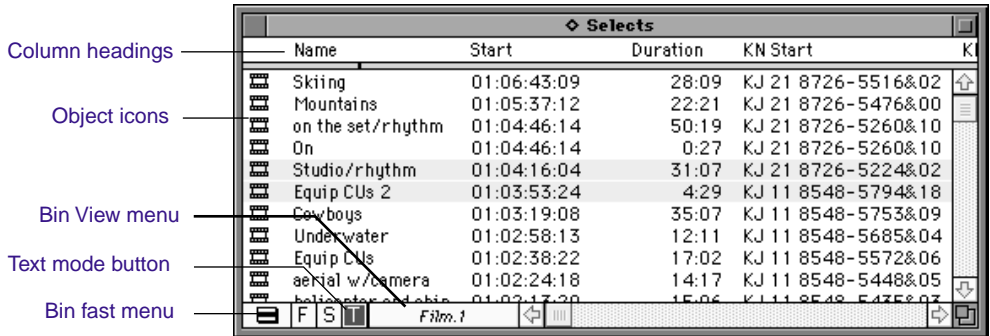 ◇ Selects
Column headings
Name Start Duration KN Start
Object icons
Skiing 01:06:43:09 28:09 KJ 21 8726-5516&02
Mountains 01:05:37:12 22:21 KJ 21 8726-5476&00
on the set/rhythm 01:04:46:14 50:19 KJ 21 8726-5260&10
On 01:04:46:14 0:27 KJ 21 8726-5260&10
Studio/rhythm 01:04:16:04 31:07 KJ 21 8726-5224&02
Equip CUs 2 01:03:53:24 4:29 KJ 11 8548-5794&18
Bin View menu
Cowboys 01:03:19:08 35:07 KJ 11 8548-5753&09
Underwater 01:02:58:13 12:11 KJ 11 8548-5685&04
Text mode button
Equip CUs 01:02:38:22 17:02 KJ 11 8548-5572&06
aerial w/camera 01:02:24:18 14:17 KJ 11 8548-5448&05
Bin fast menu
F S T Film.1